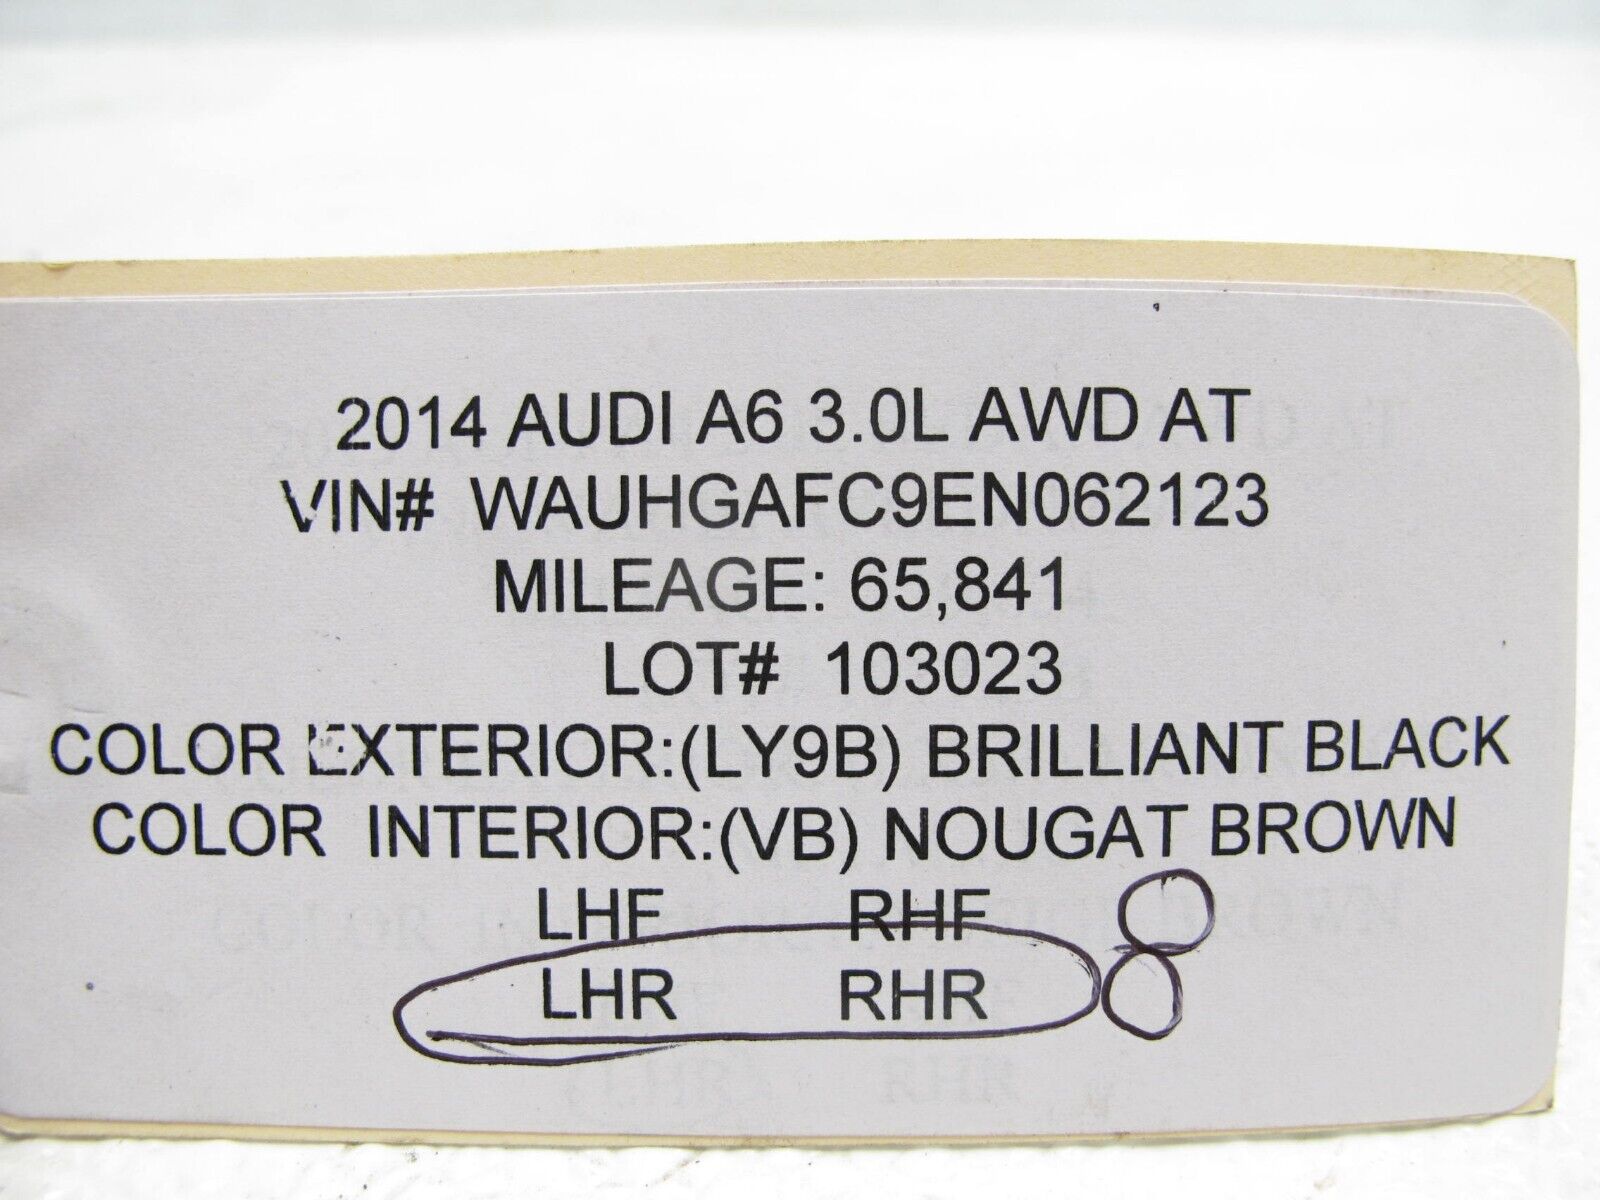 2014 AUDI A6 3.0L AWD AT
VIN# WAUHGAFC9EN062123
MILEAGE: 65,841
LOT# 103023
COLOR EXTERIOR:(LY9B) BRILLIANT BLACK
COLOR INTERIOR:(VB) NOUGAT BROWN
LHF RHF
LHR RHR 8